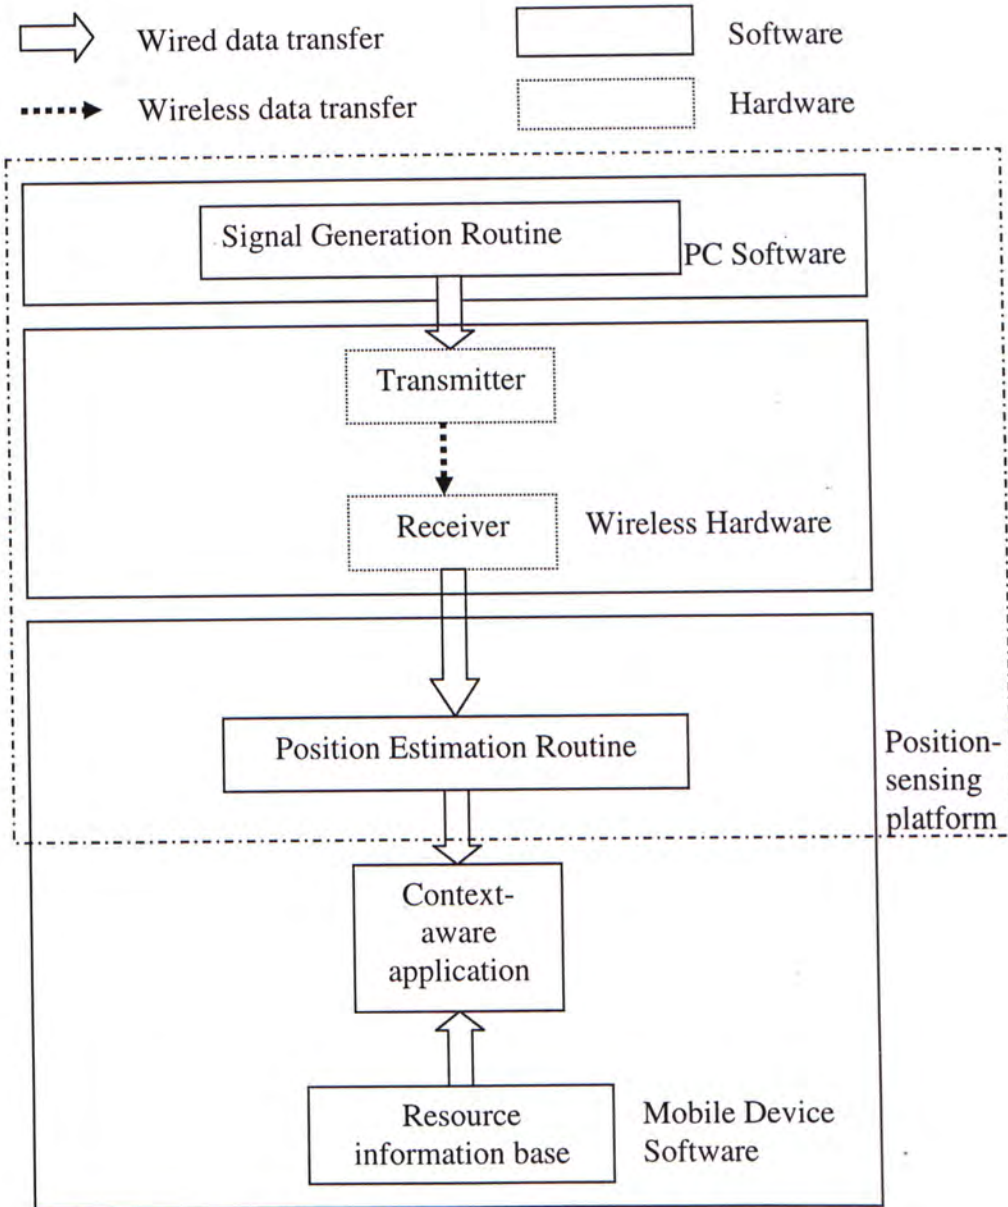 Wired data transfer
Software
Wireless data transfer
Hardware
Signal Generation Routine
PC Software
Transmitter
Receiver
Wireless Hardware
Position Estimation Routine
Position-
sensing
platform
Context-
aware
application
Resource
information base
Mobile Device
Software